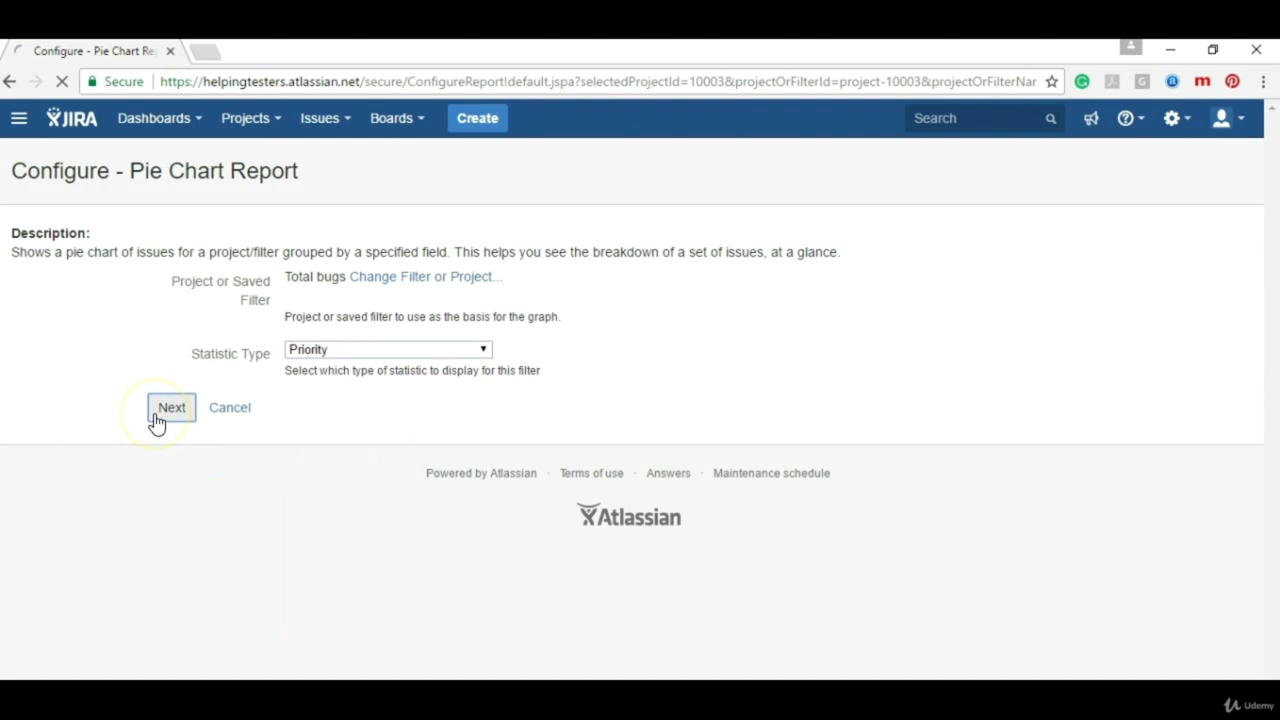 Configure - Pie Chart Re
Secure https://helpingtesters.atlassian.net/secure/ConfigureReport!default.jspa?selectedProjectId=10003&projectOrFilterId=project-10003&projectOrFilterNar
JIRA Dashboards Projects Issues Boards Create Search
Configure - Pie Chart Report
Description:
Shows a pie chart of issues for a project/filter grouped by a specified field. This helps you see the breakdown of a set of issues, at a glance.
Project or Saved Filter
Total bugs Change Filter or Project...
Project or saved filter to use as the basis for the graph.
Statistic Type Priority
Select which type of statistic to display for this filter
Next Cancel
Powered by Atlassian · Terms of use · Answers · Maintenance schedule
Atlassian
Udemy